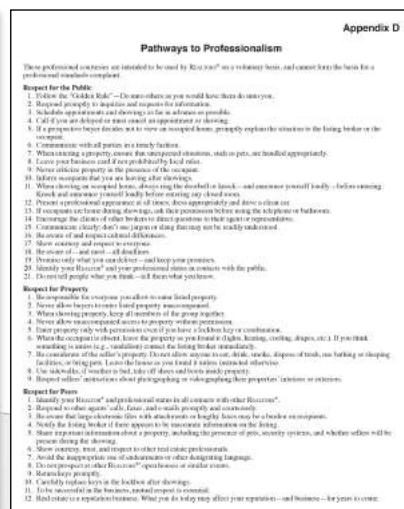 Appendix D
Pathways to Professionalism
These professional courtesies are intended to be used by REALTORS® on a voluntary basis, and cannot form the basis for a
professional standards complaint.
Respect for the Public
1. Follow the "Golden Rule" – Do unto others as you would have them do unto you.
2. Respond promptly to inquiries and requests for information.
3. Schedule appointments and showings as far in advance as possible.
4. Call if you are delayed or must cancel an appointment or showing.
5. If a prospective buyer decides not to view an occupied home, promptly explain the situation to the listing broker or the
occupant.
6. Communicate with all parties in a timely fashion.
7. When entering a property, ensure that unexpected situations, such as pets, are handled appropriately.
8. Leave your business card if not prohibited by local rules.
9. Never criticize property in the presence of the occupant.
10. Inform occupants that you are leaving after showings.
11. When showing an occupied home, always ring the doorbell or knock—and announce yourself loudly—before entering.
Knock and announce yourself loudly before entering any closed room.
12. Present a professional appearance at all times; dress appropriately and drive a clean car.
13. If occupants are home during showings, ask their permission before using the telephone or bathroom.
14. Encourage the clients of other brokers to direct questions to their agent or representative.
15. Communicate clearly; don't use jargon or slang that may not be readily understood.
16. Be aware of and respect cultural differences.
17. Show courtesy and respect to everyone.
18. Be aware of—and meet—all deadlines.
19. Promise only what you can deliver—and keep your promises.
20. Identify your REALTOR® and your professional status in contacts with the public.
21. Do not tell people what you think—tell them what you know.
Respect for Property
1. Be responsible for everyone you allow to enter listed property.
2. Never allow buyers to enter listed property unaccompanied.
3. When showing property, keep all members of the group together.
4. Never allow unaccompanied access to property without permission.
5. Enter property only with permission even if you have a lockbox key or combination.
6. When the occupant is absent, leave the property as you found it (lights, heating, cooling, drapes, etc.). If you think
something is amiss (e.g., vandalism) contact the listing broker immediately.
7. Be considerate of the seller's property. Do not allow anyone to eat, drink, smoke, dispose of trash, use bathing or sleeping
facilities, or bring pets. Leave the house as you found it unless instructed otherwise.
8. Use sidewalks; if weather is bad, take off shoes and boots inside property.
9. Respect sellers' instructions about photographing or videographing their properties' interiors or exteriors.
Respect for Peers
1. Identify your REALTOR® and professional status in all contacts with other REALTORS®.
2. Respond to other agents' calls, faxes, and e-mails promptly and courteously.
3. Be aware that large electronic files with attachments or lengthy faxes may be a burden on recipients.
4. Notify the listing broker if there appears to be inaccurate information on the listing.
5. Share important information about a property, including the presence of pets, security systems, and whether sellers will be
present during the showing.
6. Show courtesy, trust, and respect to other real estate professionals.
7. Avoid the inappropriate use of endearments or other denigrating language.
8. Do not prospect at other REALTORS®' open houses or similar events.
9. Return keys promptly.
10. Carefully replace keys in the lockbox after showings.
11. To be successful in the business, mutual respect is essential.
12. Real estate is a reputation business. What you do today may affect your reputation—and business—for years to come.